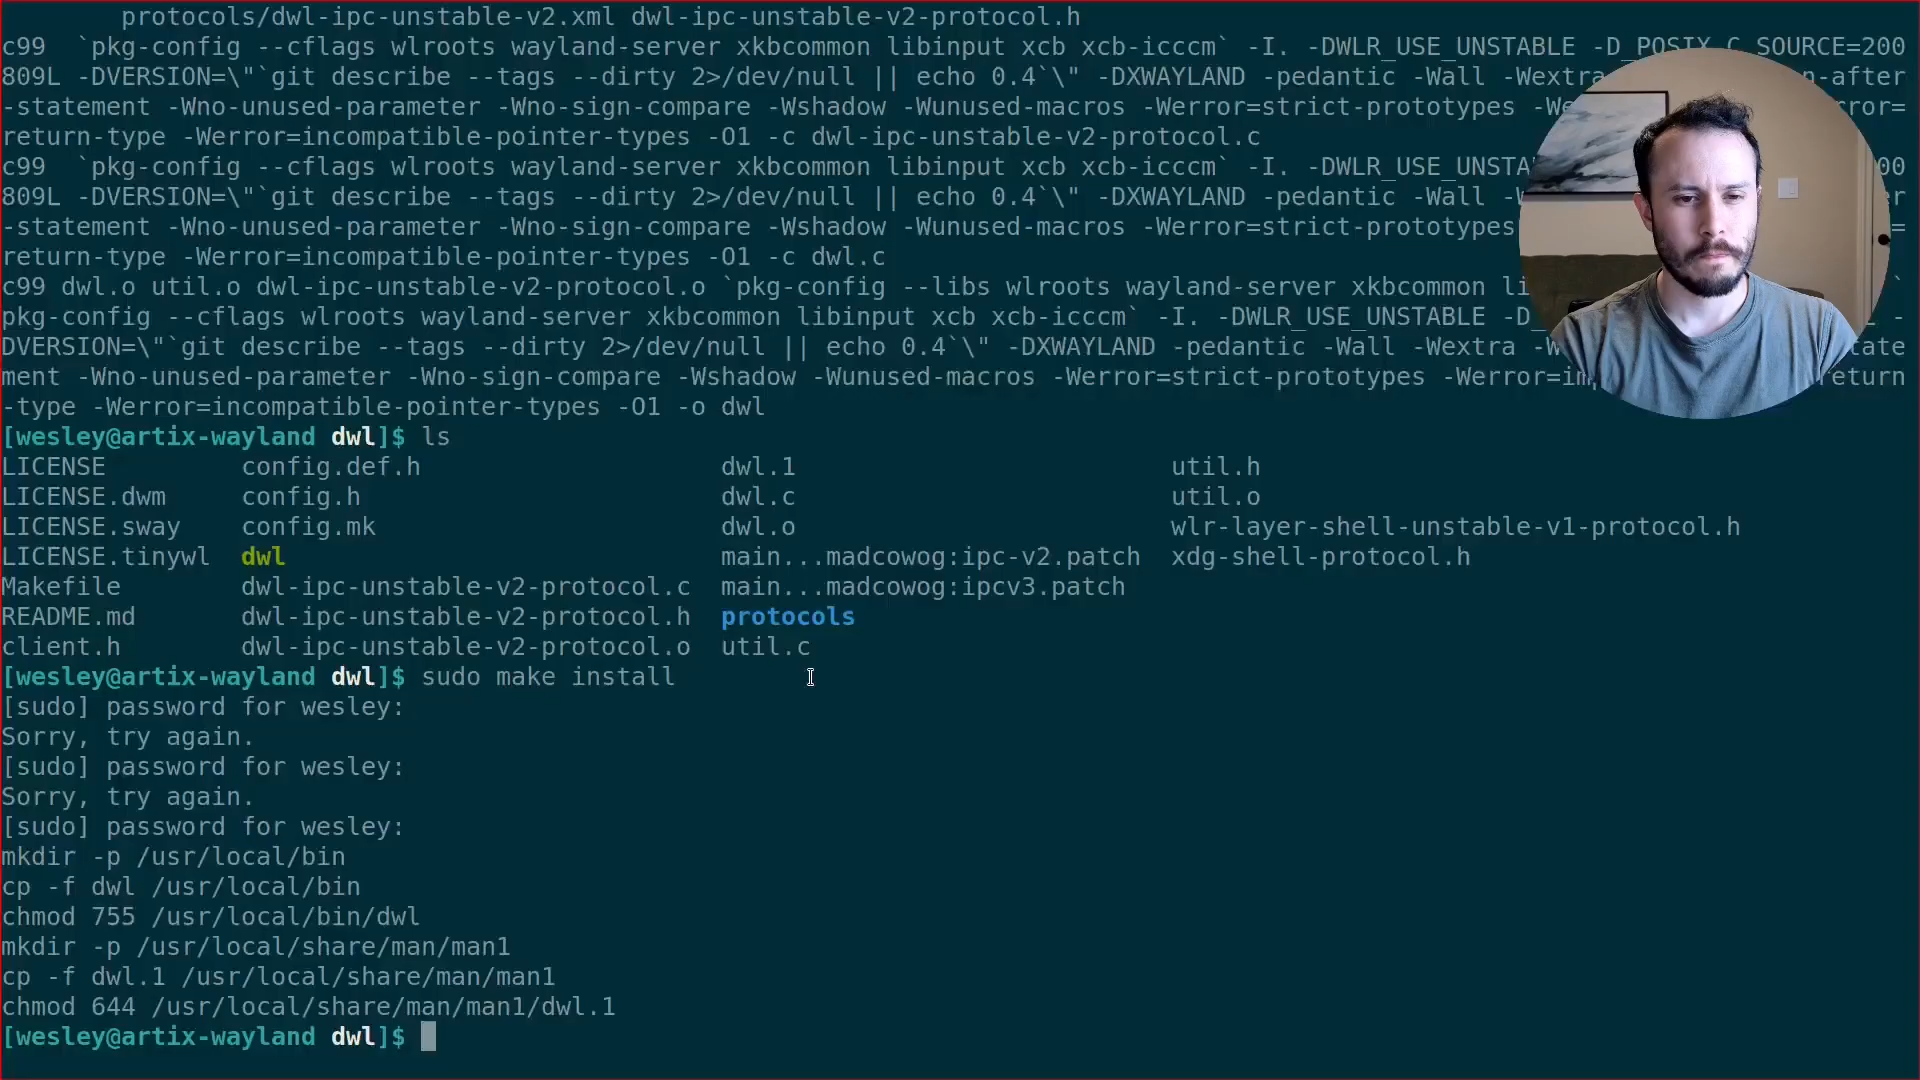 protocols/dwl-ipc-unstable-v2.xml dwl-ipc-unstable-v2-protocol.h
c99  `pkg-config --cflags wlroots wayland-server xkbcommon libinput xcb xcb-icccm` -I. -DWLR_USE_UNSTABLE -D_POSIX_C_SOURCE=200
809L -DVERSION=\"`git describe --tags --dirty 2>/dev/null || echo 0.4`\" -DXWAYLAND -pedantic -Wall -Wextra n-after
-statement -Wno-unused-parameter -Wno-sign-compare -Wshadow -Wunused-macros -Werror=strict-prototypes -We rror=
return-type -Werror=incompatible-pointer-types -O1 -c dwl-ipc-unstable-v2-protocol.c
c99  `pkg-config --cflags wlroots wayland-server xkbcommon libinput xcb xcb-icccm` -I. -DWLR_USE_UNSTA 00
809L -DVERSION=\"`git describe --tags --dirty 2>/dev/null || echo 0.4`\" -DXWAYLAND -pedantic -Wall -W er
-statement -Wno-unused-parameter -Wno-sign-compare -Wshadow -Wunused-macros -Werror=strict-prototypes =
return-type -Werror=incompatible-pointer-types -O1 -c dwl.c
c99 dwl.o util.o dwl-ipc-unstable-v2-protocol.o `pkg-config --libs wlroots wayland-server xkbcommon li `
pkg-config --cflags wlroots wayland-server xkbcommon libinput xcb xcb-icccm` -I. -DWLR_USE_UNSTABLE -D_ -
DVERSION=\"`git describe --tags --dirty 2>/dev/null || echo 0.4`\" -DXWAYLAND -pedantic -Wall -Wextra -W tate
ment -Wno-unused-parameter -Wno-sign-compare -Wshadow -Wunused-macros -Werror=strict-prototypes -Werror=im return
-type -Werror=incompatible-pointer-types -O1 -o dwl
[wesley@artix-wayland dwl]$ ls
LICENSE config.def.h dwl.1 util.h
LICENSE.dwm config.h dwl.c util.o
LICENSE.sway config.mk dwl.o wlr-layer-shell-unstable-v1-protocol.h
LICENSE.tinywl dwl main...madcowog:ipc-v2.patch xdg-shell-protocol.h
Makefile dwl-ipc-unstable-v2-protocol.c main...madcowog:ipcv3.patch
README.md dwl-ipc-unstable-v2-protocol.h protocols
client.h dwl-ipc-unstable-v2-protocol.o util.c
[wesley@artix-wayland dwl]$ sudo make install
[sudo] password for wesley:
Sorry, try again.
[sudo] password for wesley:
Sorry, try again.
[sudo] password for wesley:
mkdir -p /usr/local/bin
cp -f dwl /usr/local/bin
chmod 755 /usr/local/bin/dwl
mkdir -p /usr/local/share/man/man1
cp -f dwl.1 /usr/local/share/man/man1
chmod 644 /usr/local/share/man/man1/dwl.1
[wesley@artix-wayland dwl]$